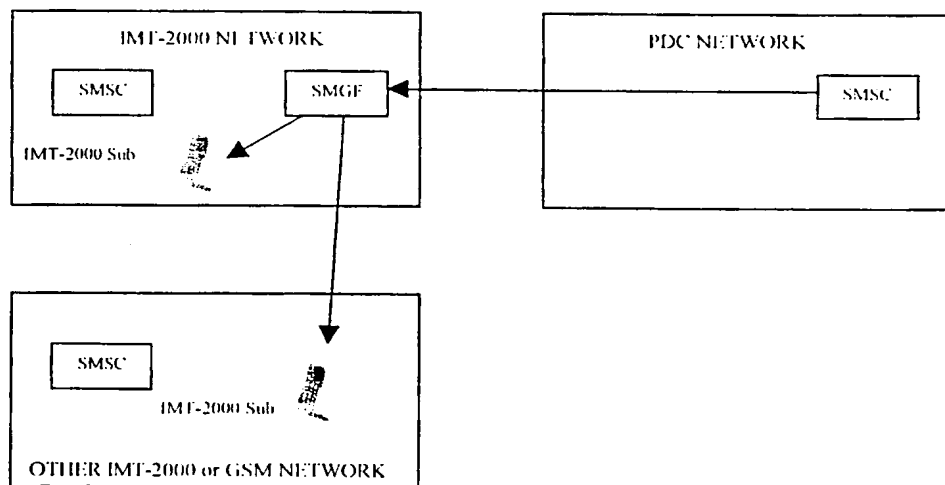 IMT-2000 NETWORK
SMSC
SMGF
IMT-2000 Sub
PDC NETWORK
SMSC
SMSC
IMT-2000 Sub
OTHER IMT-2000 or GSM NETWORK